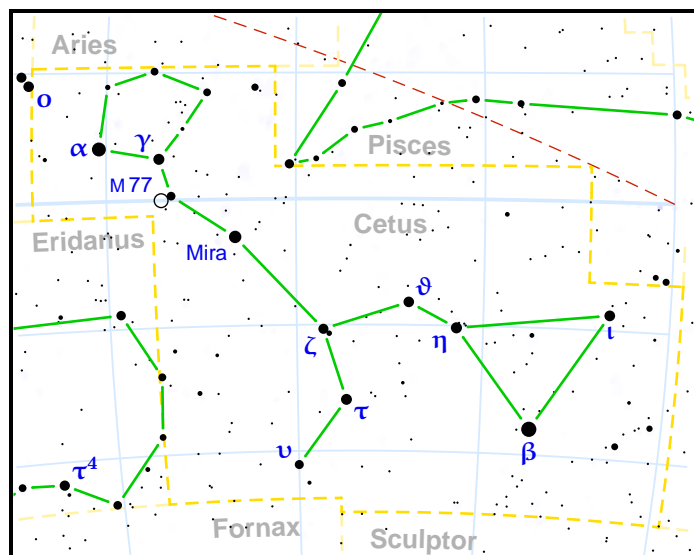 Aries
ο
α
γ
Pisces
M 77
Cetus
Eridanus
Mira
ϑ
ζ
η
ι
τ
β
υ
τ⁴
Fornax
Sculptor